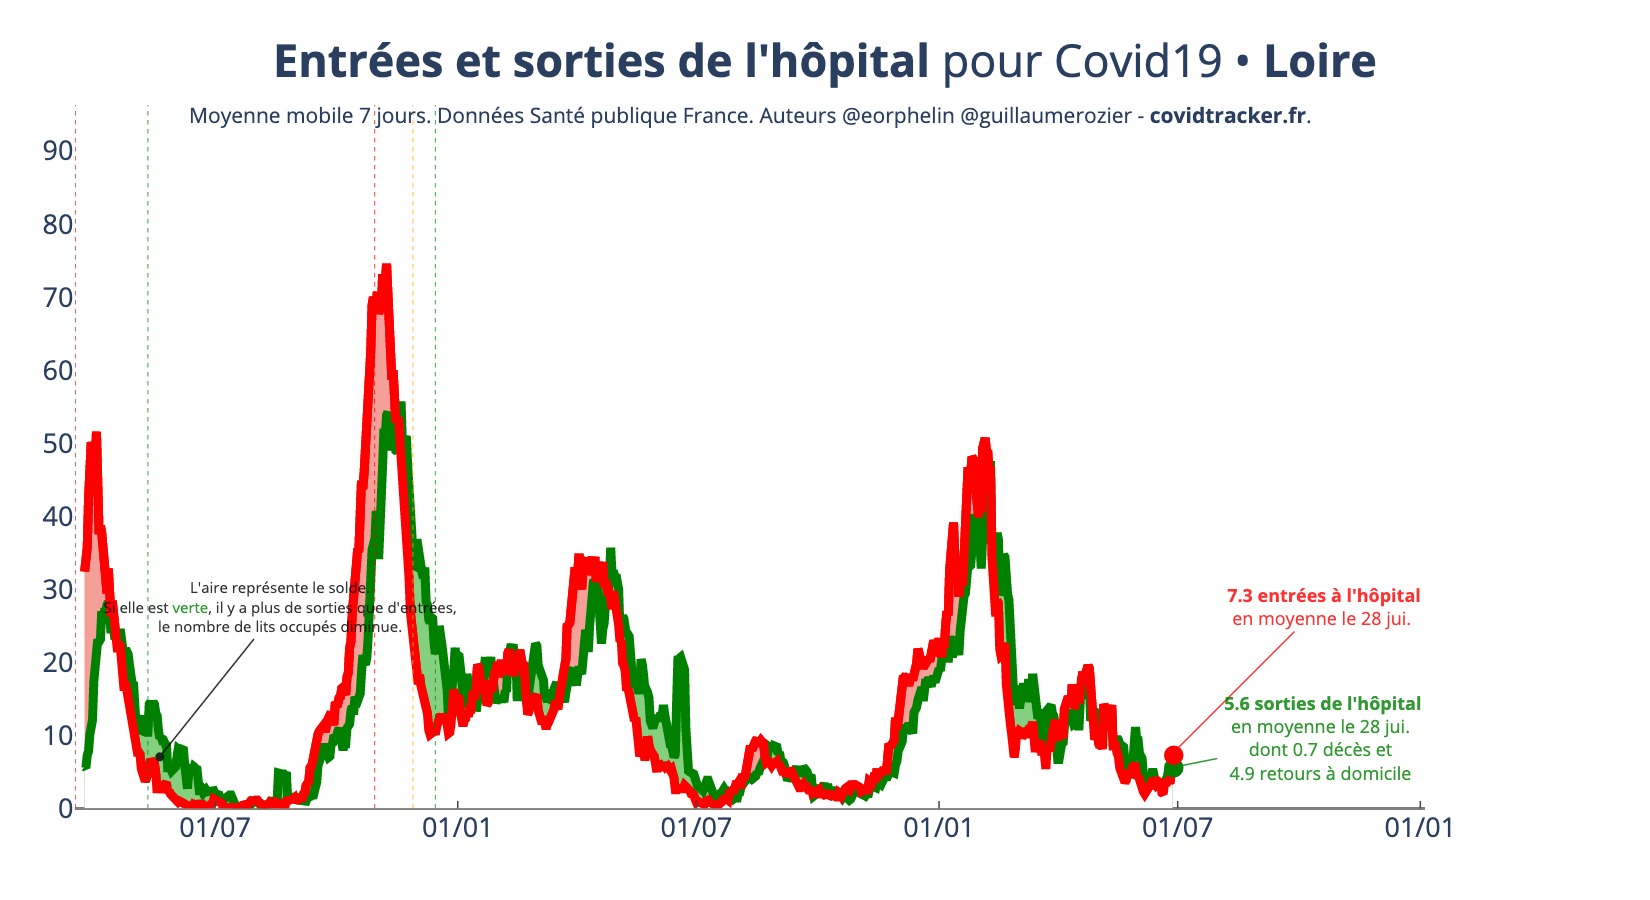 Entrées et sorties de l'hôpital pour Covid19 • Loire
Moyenne mobile 7 jours. Données Santé publique France. Auteurs @eorphelin @guillaumerozier - covidtracker.fr.
90
80
70
60
50
40
30
20
10
0
L'aire représente le solde.
Si elle est verte, il y a plus de sorties que d'entrées,
le nombre de lits occupés diminue.
7.3 entrées à l'hôpital
en moyenne le 28 jui.
5.6 sorties de l'hôpital
en moyenne le 28 jui.
dont 0.7 décès et
4.9 retours à domicile
01/07
01/01
01/07
01/01
01/07
01/01